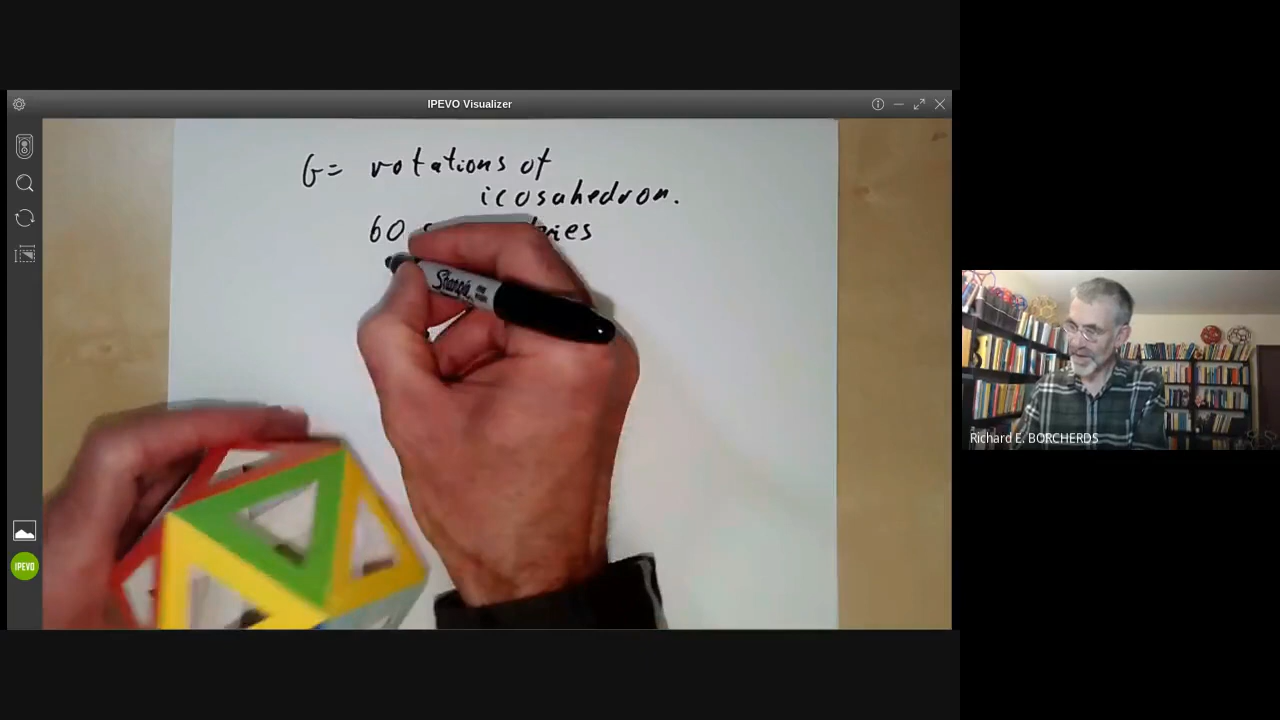 IPEVO Visualizer
G= rotations of
icosahedron.
60
Sharpie
IPEVO
Richard E. BORCHERDS